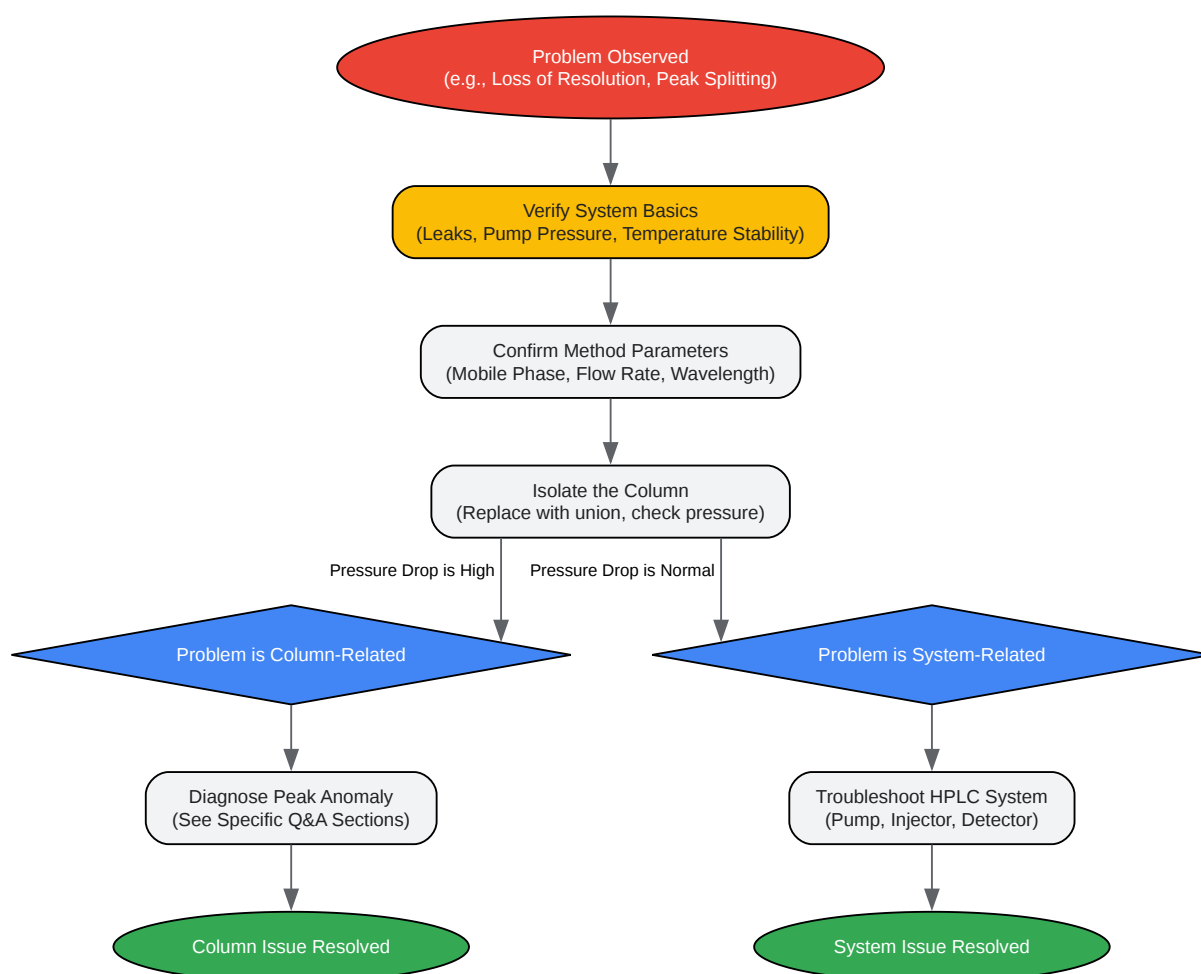 Problem Observed
(e.g., Loss of Resolution, Peak Splitting)
Verify System Basics
(Leaks, Pump Pressure, Temperature Stability)
Confirm Method Parameters
(Mobile Phase, Flow Rate, Wavelength)
Isolate the Column
(Replace with union, check pressure)
Pressure Drop is High
Pressure Drop is Normal
Problem is Column-Related
Problem is System-Related
Diagnose Peak Anomaly
(See Specific Q&A Sections)
Troubleshoot HPLC System
(Pump, Injector, Detector)
Column Issue Resolved
System Issue Resolved